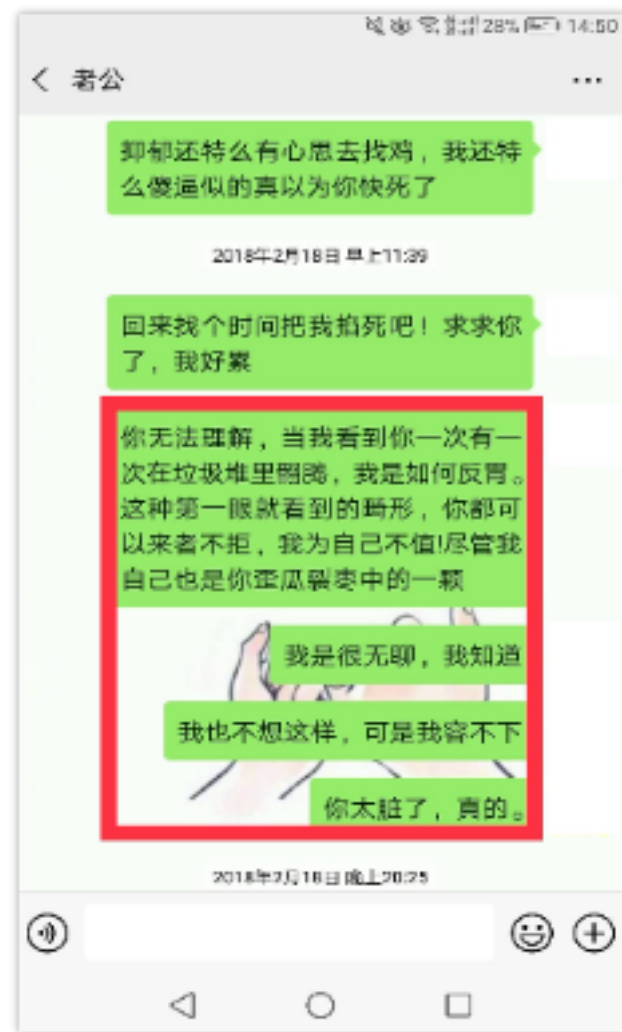 28% 14:50
老公
抑郁还特么有心思去找鸡，我还特
么傻逼似的真以为你快死了
2018年2月18日 早上11:39
回来找个时间把我掐死吧！求求你
了，我好累
你无法理解，当我看到你一次有一
次在垃圾堆里翻腾，我是如何反胃。
这种第一眼就看到的畸形，你都可
以来者不拒，我为自己不值!尽管我
自己也是你歪瓜裂枣中的一颗
我是很无聊，我知道
我也不想这样，可是我容不下
你太脏了，真的。
2018年2月18日 晚上20:25